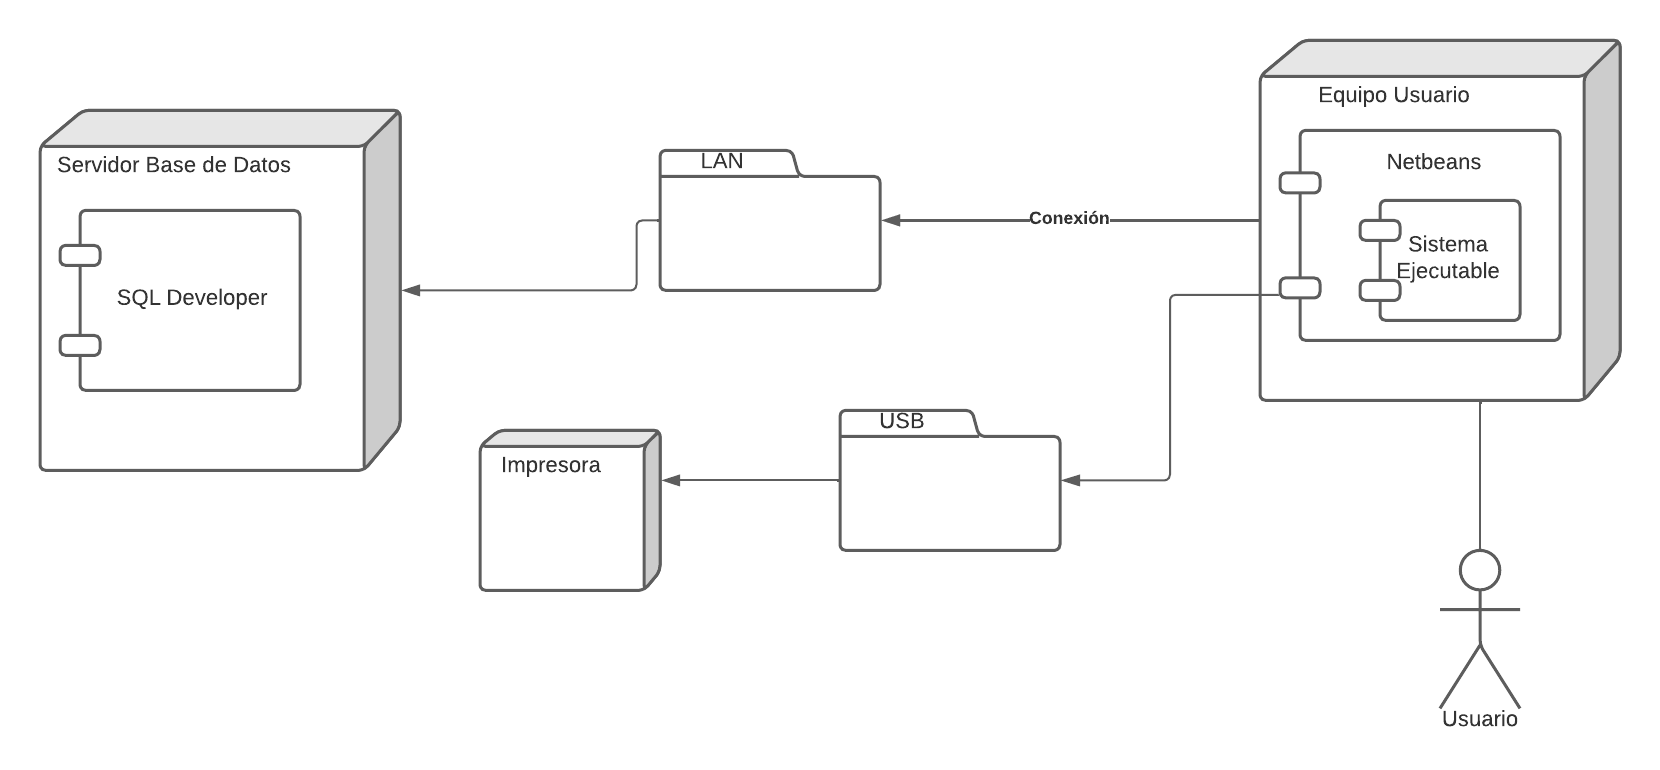 Equipo Usuario
Netbeans
Sistema
Ejecutable
LAN
Conexión
Servidor Base de Datos
SQL Developer
USB
Impresora
Usuario